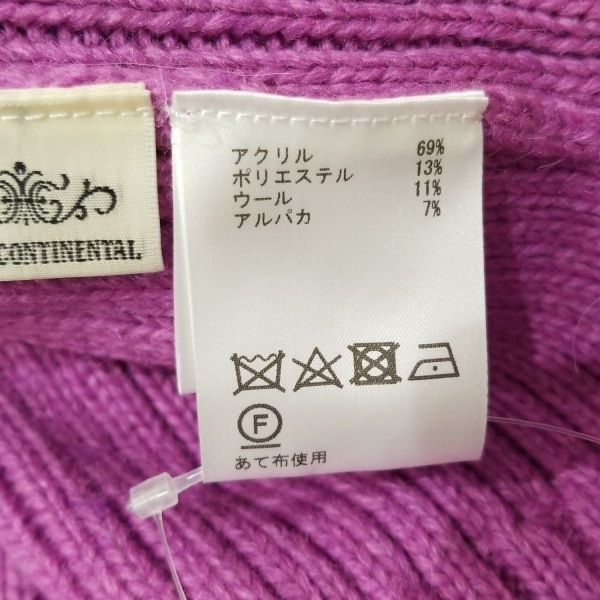 CONTINENTAL
アクリル 69%
ポリエステル 13%
ウール 11%
アルパカ 7%
F
あて布使用